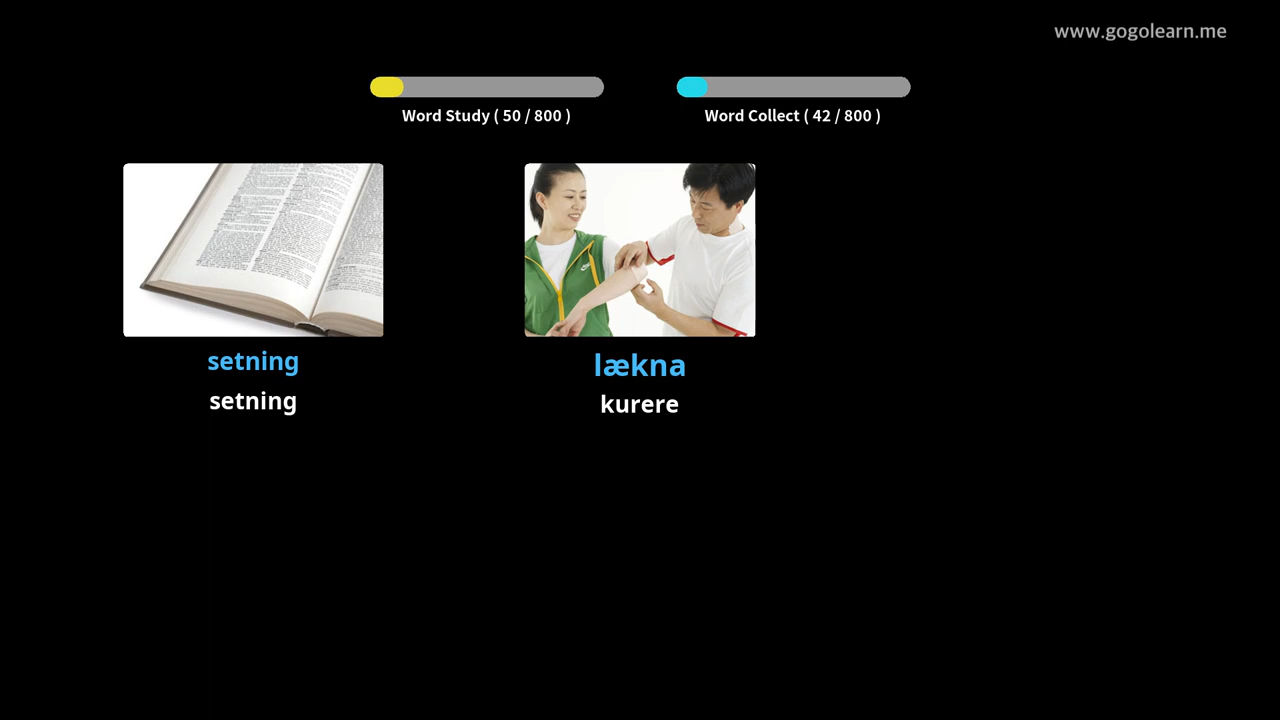 www.gogolearn.me
Word Study ( 50 / 800 )
Word Collect ( 42 / 800 )
setning
setning
lækna
kurere